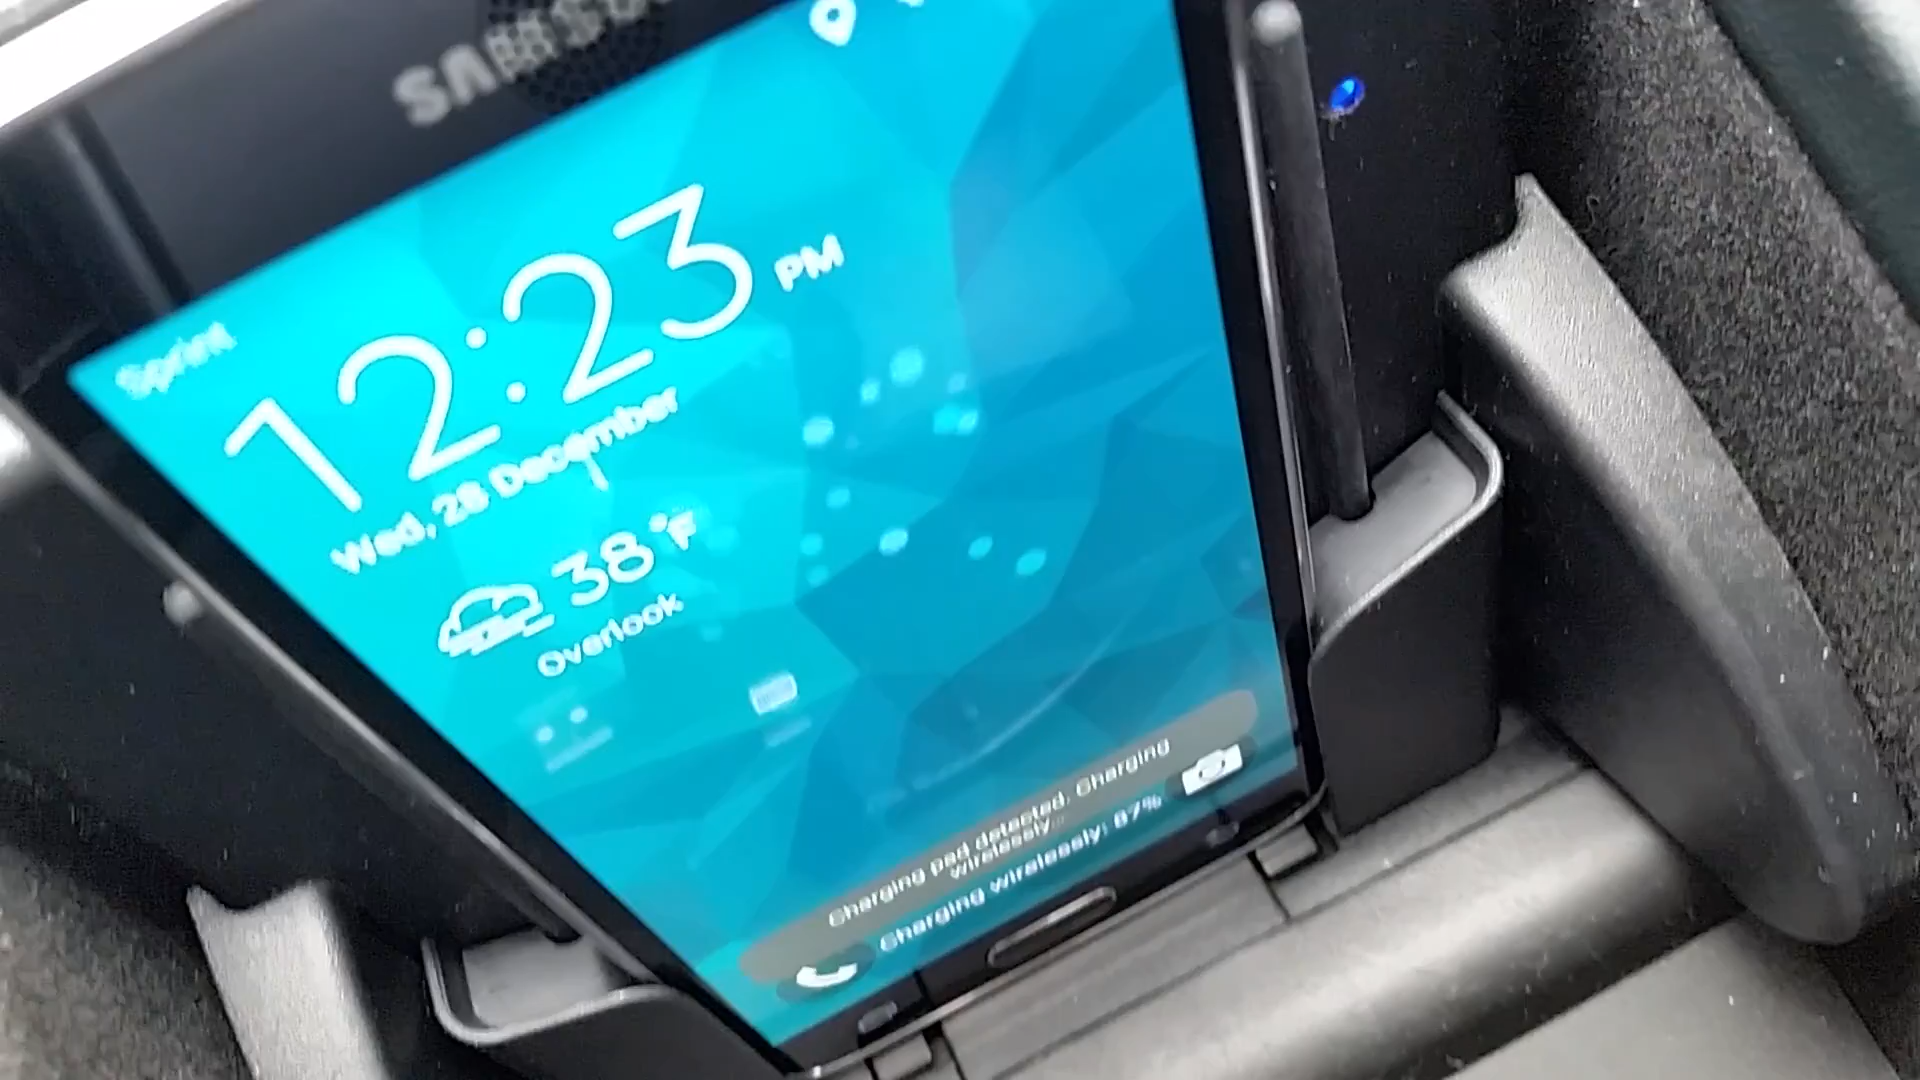 SAMSUNG
Sprint
12:23 PM
Wed, 28 December
38 °F
Overlook
Charging pad detected. Charging
wirelessly...
Charging wirelessly: 87%